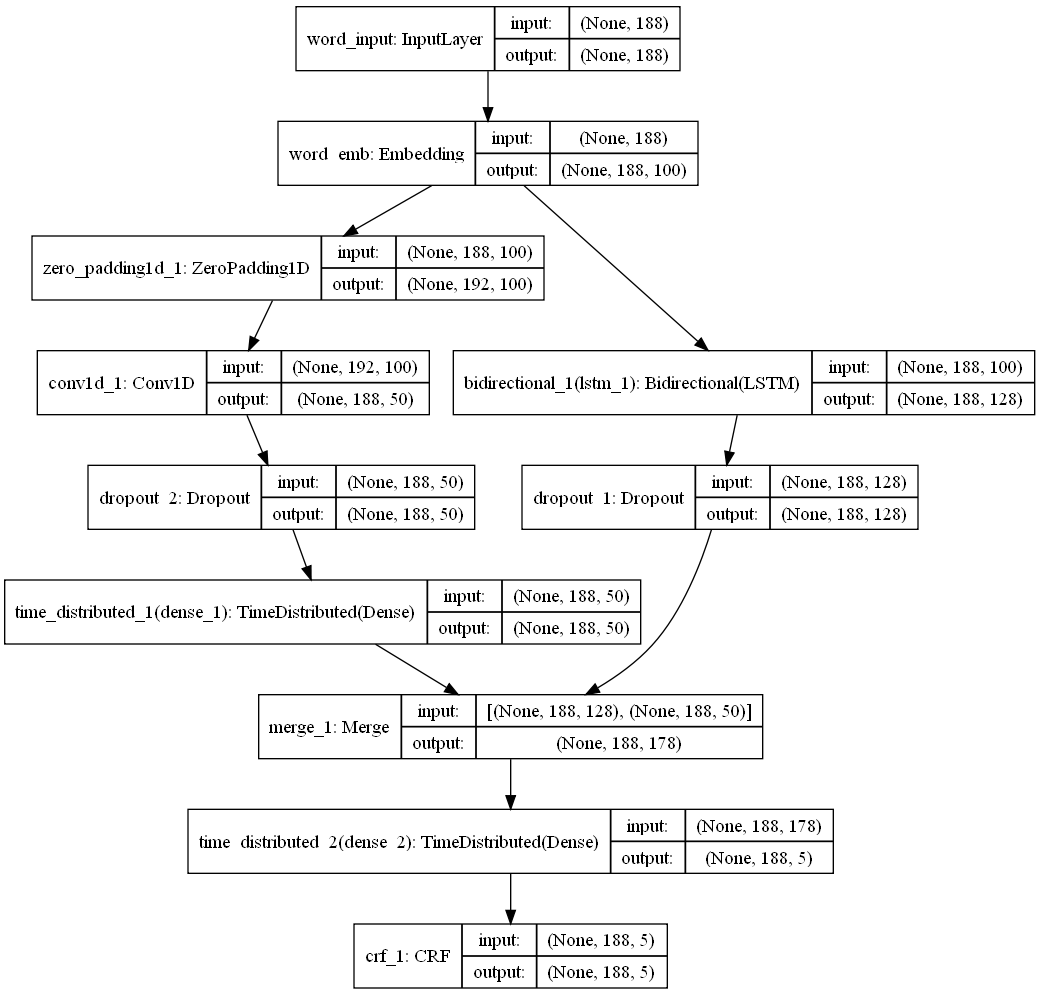 word_input: InputLayer
input: (None, 188)
output: (None, 188)
word_emb: Embedding
input: (None, 188)
output: (None, 188, 100)
zero_padding1d_1: ZeroPadding1D
input: (None, 188, 100)
output: (None, 192, 100)
conv1d_1: Conv1D
input: (None, 192, 100)
output: (None, 188, 50)
bidirectional_1(lstm_1): Bidirectional(LSTM)
input: (None, 188, 100)
output: (None, 188, 128)
dropout_2: Dropout
input: (None, 188, 50)
output: (None, 188, 50)
dropout_1: Dropout
input: (None, 188, 128)
output: (None, 188, 128)
time_distributed_1(dense_1): TimeDistributed(Dense)
input: (None, 188, 50)
output: (None, 188, 50)
merge_1: Merge
input: [(None, 188, 128), (None, 188, 50)]
output: (None, 188, 178)
time_distributed_2(dense_2): TimeDistributed(Dense)
input: (None, 188, 178)
output: (None, 188, 5)
crf_1: CRF
input: (None, 188, 5)
output: (None, 188, 5)